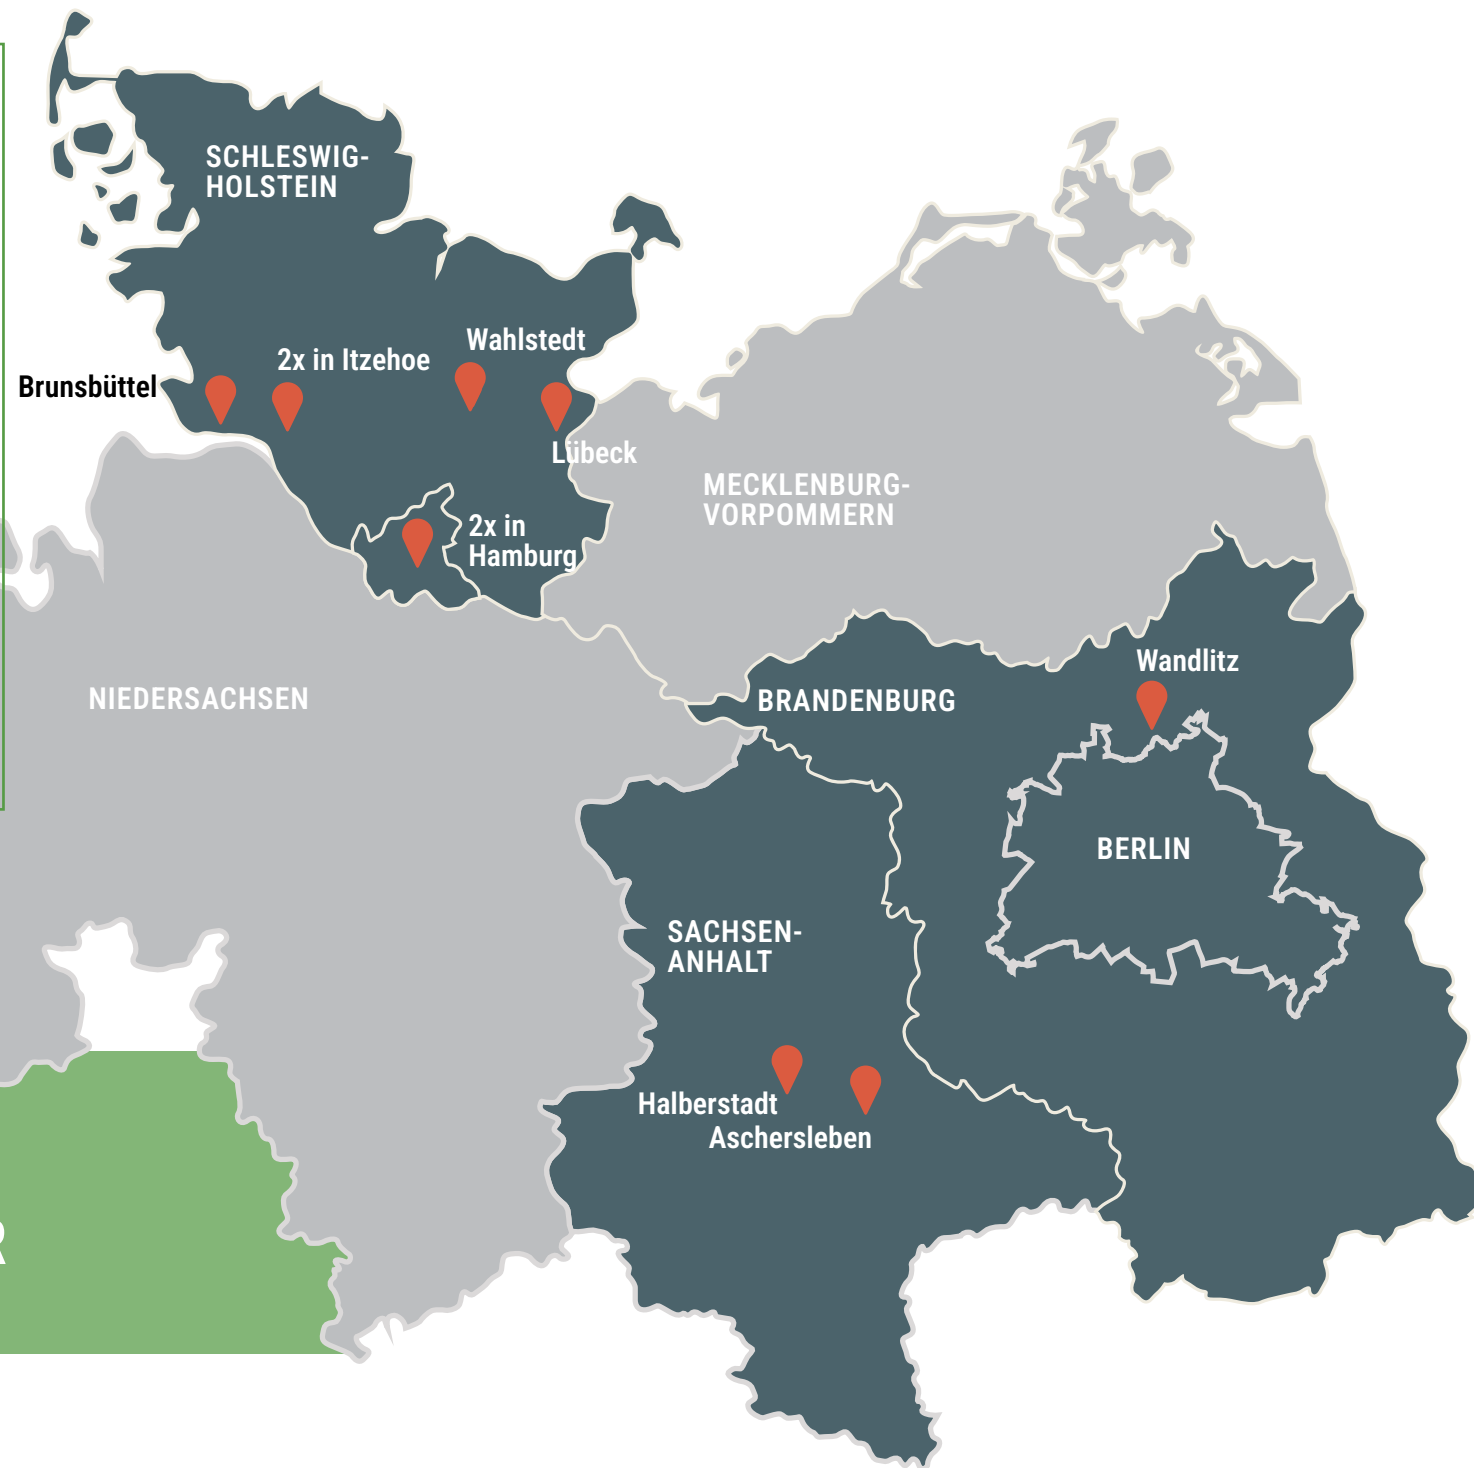 SCHLESWIG-
HOLSTEIN
Wahlstedt
2x in Itzehoe
Brunsbüttel
Lübeck
MECKLENBURG-
VORPOMMERN
2x in
Hamburg
Wandlitz
NIEDERSACHSEN
BRANDENBURG
BERLIN
SACHSEN-
ANHALT
Halberstadt
Aschersleben
R